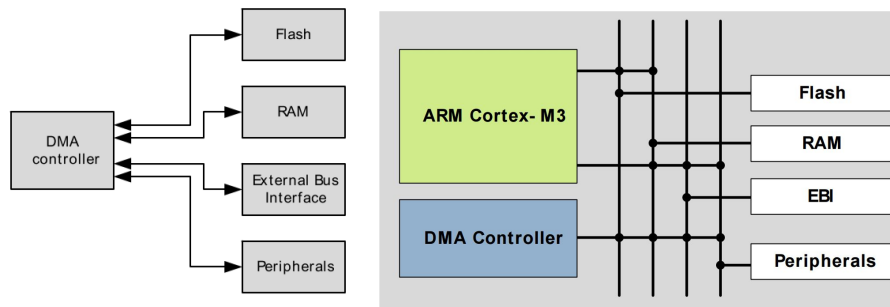 Flash
RAM
DMA
controller
External Bus
Interface
Peripherals
ARM Cortex- M3
DMA Controller
Flash
RAM
EBI
Peripherals